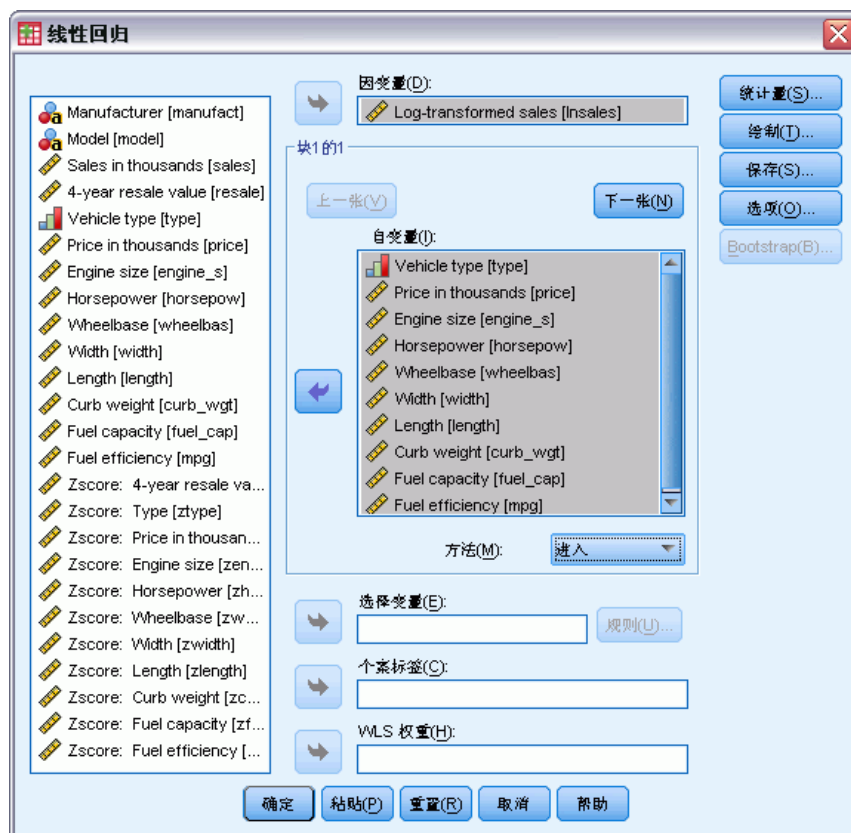 线性回归
Manufacturer [manufact]
Model [model]
Sales in thousands [sales]
4-year resale value [resale]
Vehicle type [type]
Price in thousands [price]
Engine size [engine_s]
Horsepower [horsepow]
Wheelbase [wheelbas]
Width [width]
Length [length]
Curb weight [curb_wgt]
Fuel capacity [fuel_cap]
Fuel efficiency [mpg]
Zscore: 4-year resale va...
Zscore: Type [ztype]
Zscore: Price in thousan...
Zscore: Engine size [zen...
Zscore: Horsepower [zh...
Zscore: Wheelbase [zw...
Zscore: Width [zwidth]
Zscore: Length [zlength]
Zscore: Curb weight [zc...
Zscore: Fuel capacity [zf...
Zscore: Fuel efficiency [...
因变量(D):
Log-transformed sales [lnsales]
块1的1
上一张(V)
下一张(N)
自变量(I):
Vehicle type [type]
Price in thousands [price]
Engine size [engine_s]
Horsepower [horsepow]
Wheelbase [wheelbas]
Width [width]
Length [length]
Curb weight [curb_wgt]
Fuel capacity [fuel_cap]
Fuel efficiency [mpg]
方法(M):
进入
选择变量(E):
规则(U)...
个案标签(C):
WLS 权重(H):
统计量(S)...
绘制(T)...
保存(S)...
选项(O)...
Bootstrap(B)...
确定
粘贴(P)
重置(R)
取消
帮助